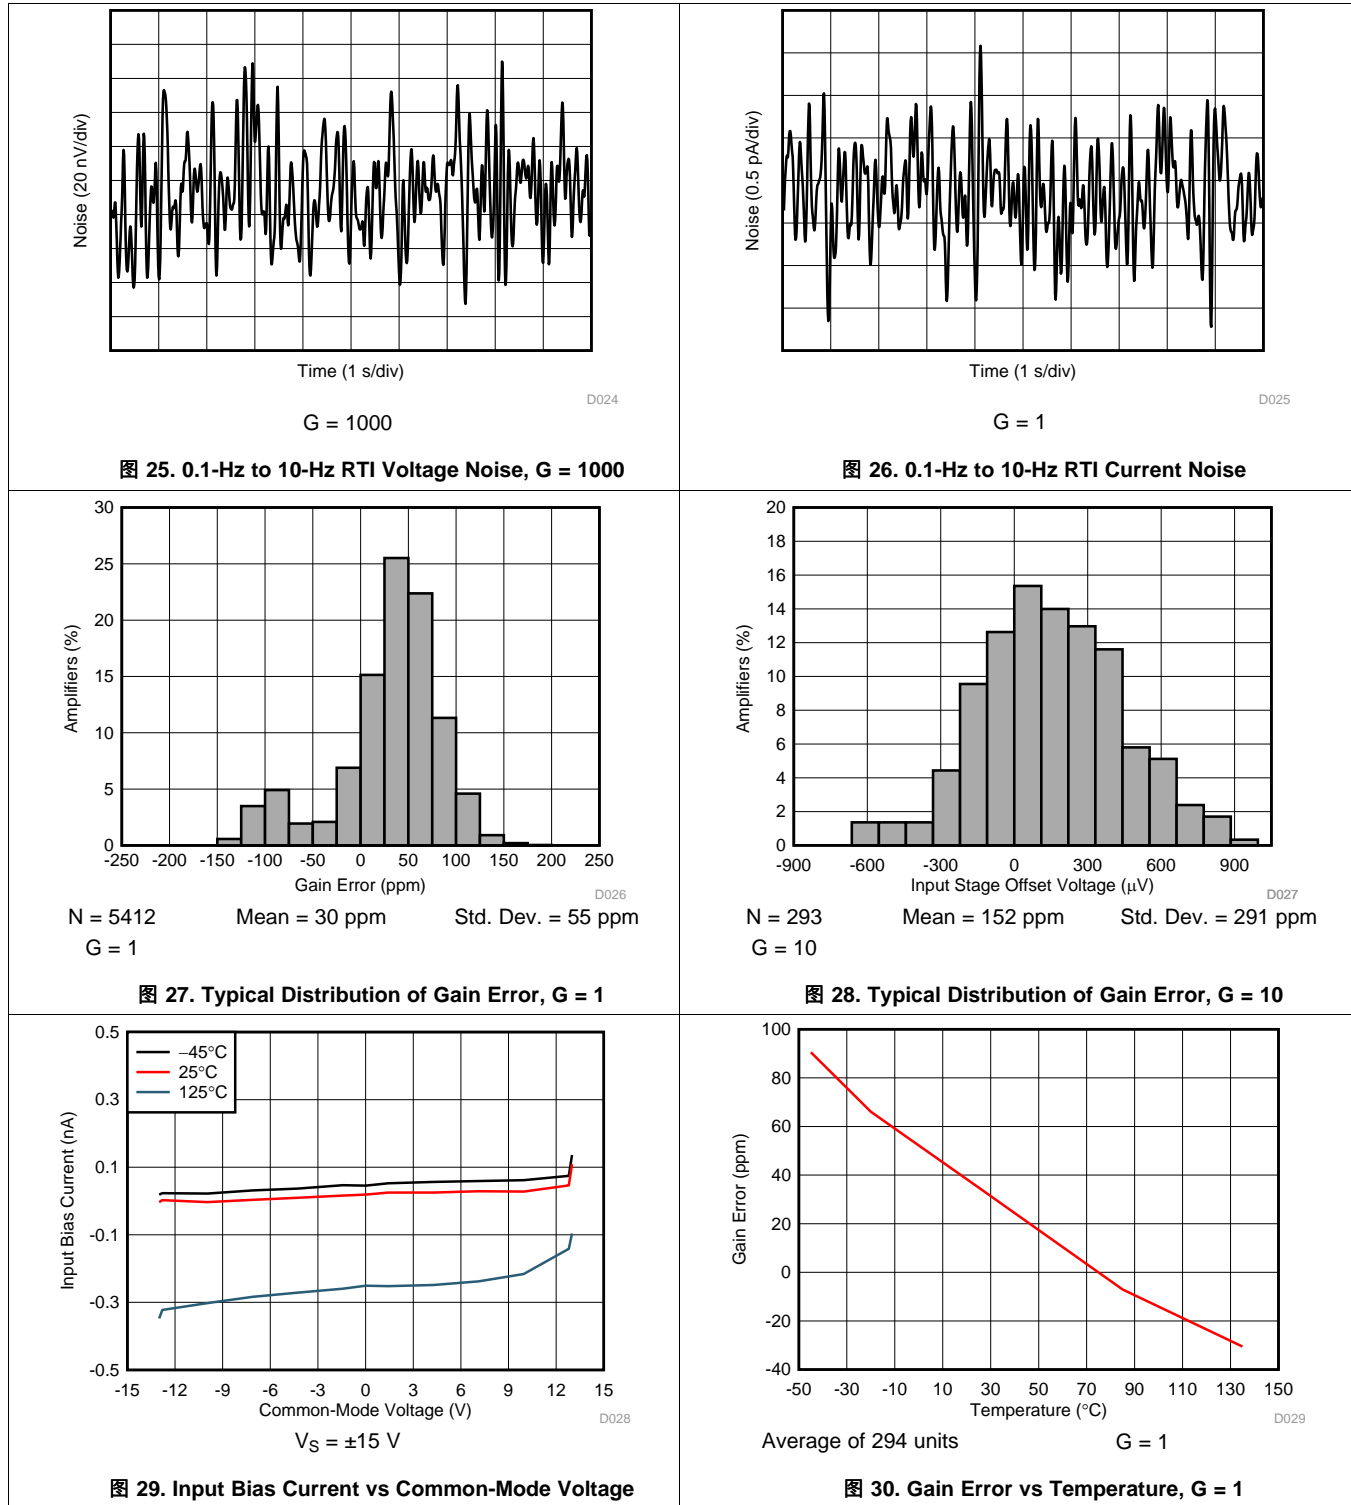 Noise (20 nV/div)
Time (1 s/div)
D024
G = 1000
图 25. 0.1-Hz to 10-Hz RTI Voltage Noise, G = 1000
Noise (0.5 pA/div)
Time (1 s/div)
D025
G = 1
图 26. 0.1-Hz to 10-Hz RTI Current Noise
30
25
20
15
10
5
0
Amplifiers (%)
-250 -200 -150 -100 -50 0 50 100 150 200 250
Gain Error (ppm)
D026
N = 5412 Mean = 30 ppm Std. Dev. = 55 ppm
G = 1
图 27. Typical Distribution of Gain Error, G = 1
20
18
16
14
12
10
8
6
4
2
0
Amplifiers (%)
-900 -600 -300 0 300 600 900
Input Stage Offset Voltage (μV)
D027
N = 293 Mean = 152 ppm Std. Dev. = 291 ppm
G = 10
图 28. Typical Distribution of Gain Error, G = 10
0.5
0.3
0.1
-0.1
-0.3
-0.5
Input Bias Current (nA)
–45°C
25°C
125°C
-15 -12 -9 -6 -3 0 3 6 9 12 15
Common-Mode Voltage (V)
D028
VS = ±15 V
图 29. Input Bias Current vs Common-Mode Voltage
100
80
60
40
20
0
-20
-40
Gain Error (ppm)
-50 -30 -10 10 30 50 70 90 110 130 150
Temperature (°C)
D029
Average of 294 units G = 1
图 30. Gain Error vs Temperature, G = 1